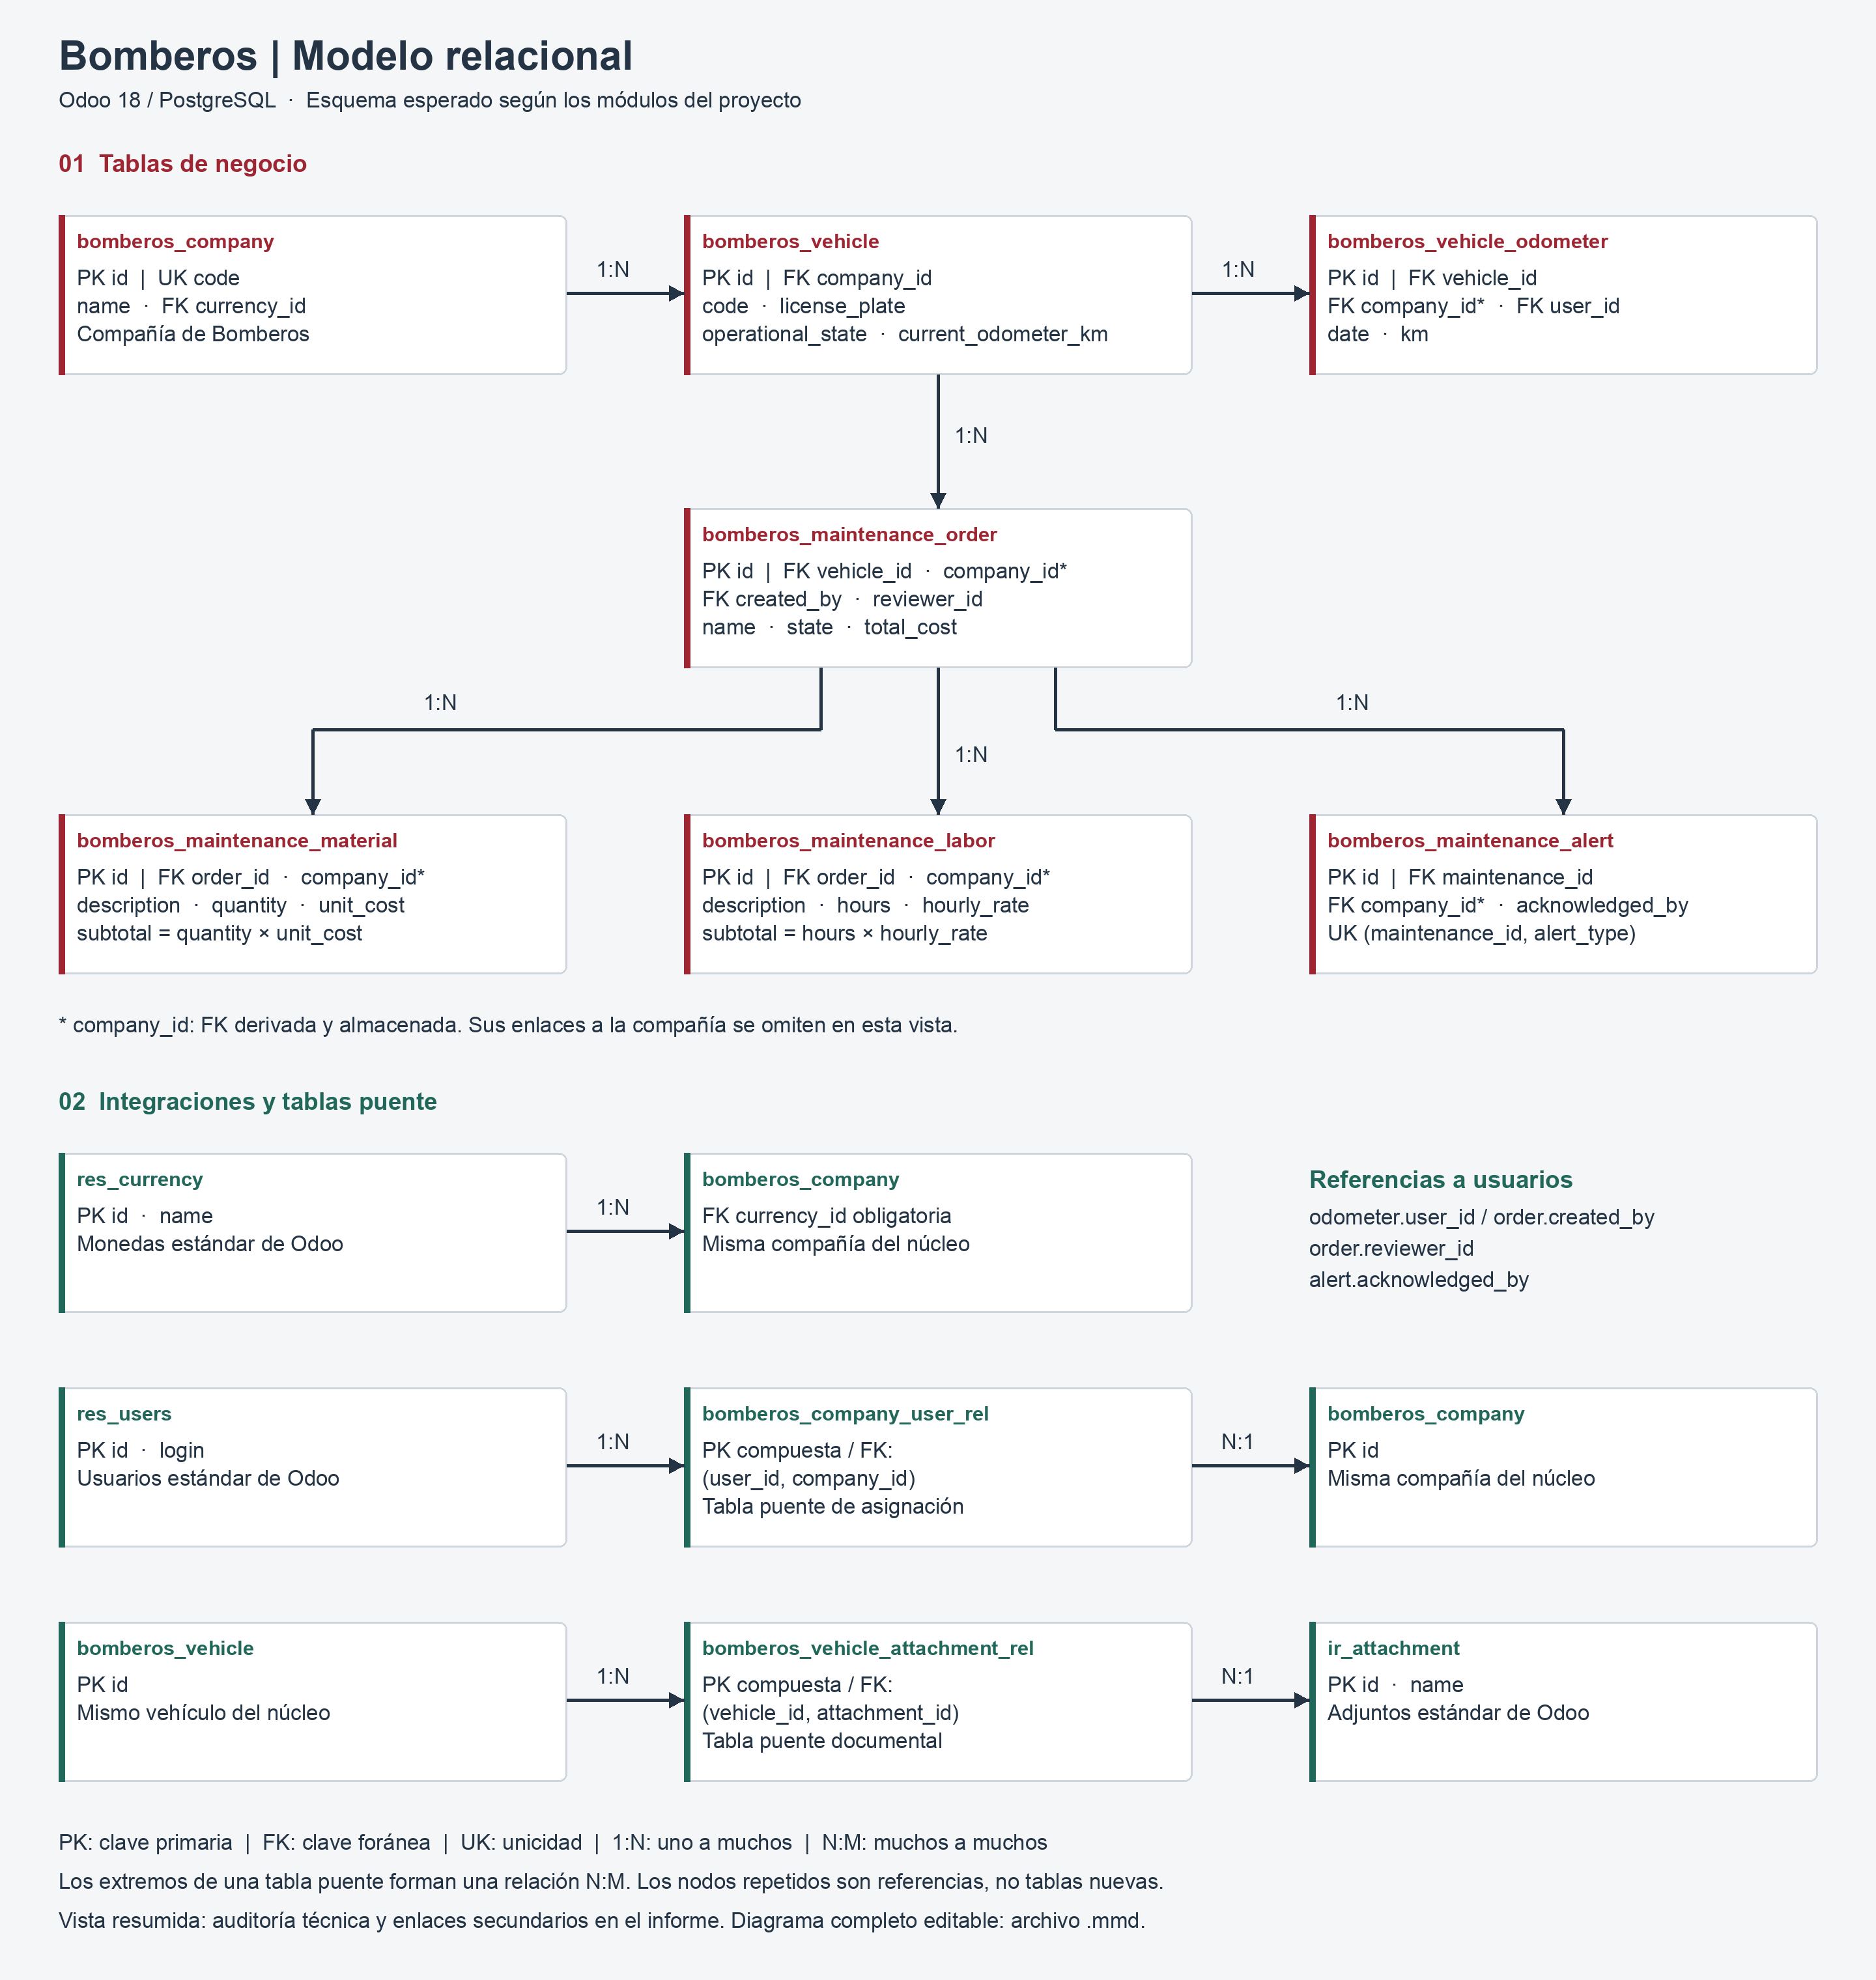 Bomberos | Modelo relacional
Odoo 18 / PostgreSQL · Esquema esperado según los módulos del proyecto
01 Tablas de negocio
bomberos_company
PK id | UK code
name · FK currency_id
Compañía de Bomberos
1:N
bomberos_vehicle
PK id | FK company_id
code · license_plate
operational_state · current_odometer_km
1:N
bomberos_vehicle_odometer
PK id | FK vehicle_id
FK company_id* · FK user_id
date · km
1:N
bomberos_maintenance_order
PK id | FK vehicle_id · company_id*
FK created_by · reviewer_id
name · state · total_cost
1:N
1:N
1:N
bomberos_maintenance_material
PK id | FK order_id · company_id*
description · quantity · unit_cost
subtotal = quantity × unit_cost
bomberos_maintenance_labor
PK id | FK order_id · company_id*
description · hours · hourly_rate
subtotal = hours × hourly_rate
bomberos_maintenance_alert
PK id | FK maintenance_id
FK company_id* · acknowledged_by
UK (maintenance_id, alert_type)
* company_id: FK derivada y almacenada. Sus enlaces a la compañía se omiten en esta vista.
02 Integraciones y tablas puente
res_currency
PK id · name
Monedas estándar de Odoo
1:N
bomberos_company
FK currency_id obligatoria
Misma compañía del núcleo
Referencias a usuarios
odometer.user_id / order.created_by
order.reviewer_id
alert.acknowledged_by
res_users
PK id · login
Usuarios estándar de Odoo
1:N
bomberos_company_user_rel
PK compuesta / FK:
(user_id, company_id)
Tabla puente de asignación
N:1
bomberos_company
PK id
Misma compañía del núcleo
bomberos_vehicle
PK id
Mismo vehículo del núcleo
1:N
bomberos_vehicle_attachment_rel
PK compuesta / FK:
(vehicle_id, attachment_id)
Tabla puente documental
N:1
ir_attachment
PK id · name
Adjuntos estándar de Odoo
PK: clave primaria | FK: clave foránea | UK: unicidad | 1:N: uno a muchos | N:M: muchos a muchos
Los extremos de una tabla puente forman una relación N:M. Los nodos repetidos son referencias, no tablas nuevas.
Vista resumida: auditoría técnica y enlaces secundarios en el informe. Diagrama completo editable: archivo .mmd.